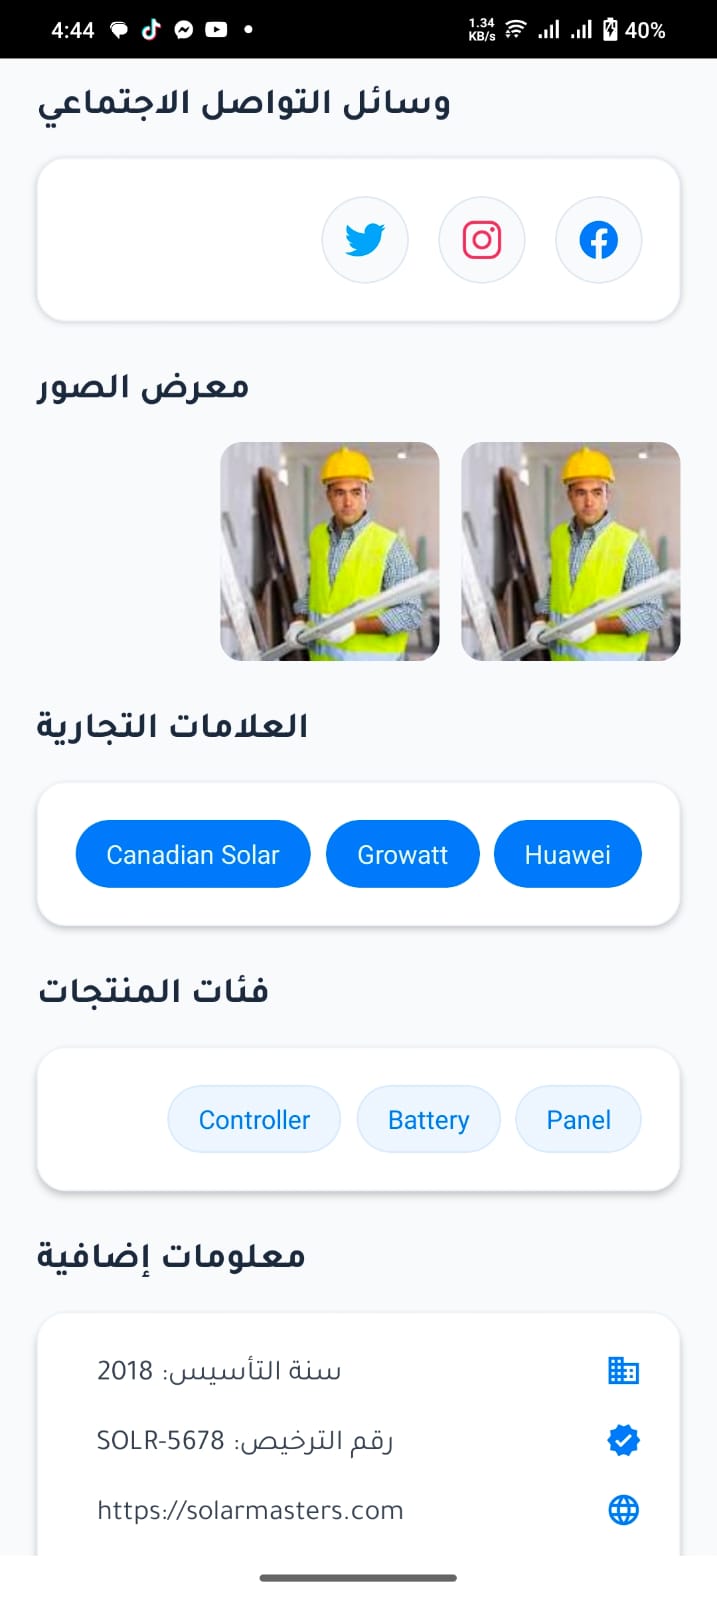 4:44
1.34 KB/s
40%
وسائل التواصل الاجتماعي
معرض الصور
العلامات التجارية
Huawei Growatt Canadian Solar
فئات المنتجات
Panel Battery Controller
معلومات إضافية
سنة التأسيس: 2018
رقم الترخيص: SOLR-5678
https://solarmasters.com